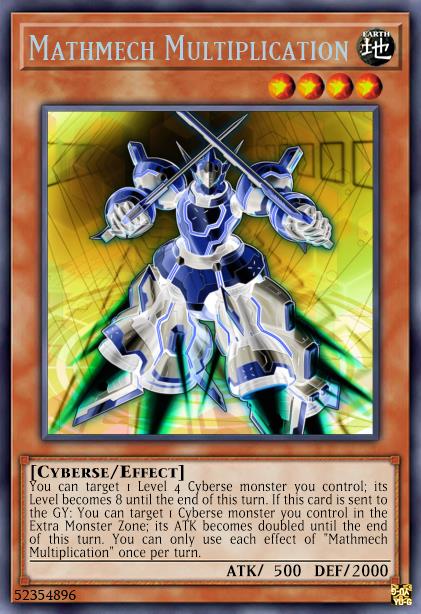 Mathmech Multiplication
EARTH
地
[Cyberse/Effect]
You can target 1 Level 4 Cyberse monster you control; its
Level becomes 8 until the end of this turn. If this card is sent to
the GY: You can target 1 Cyberse monster you control in the
Extra Monster Zone; its ATK becomes doubled until the end
of this turn. You can only use each effect of "Mathmech
Multiplication" once per turn.
ATK/ 500 DEF/2000
52354896